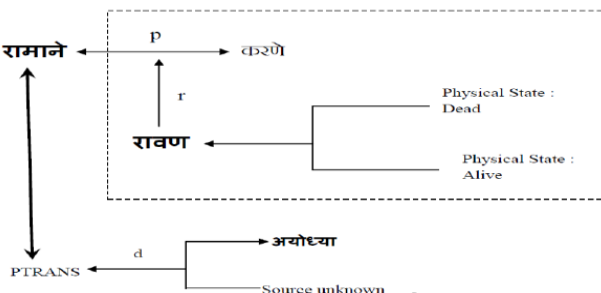 p
रामाने
करणे
r
Physical State :
Dead
रावण
Physical State :
Alive
अयोध्या
d
PTRANS
Source unknown